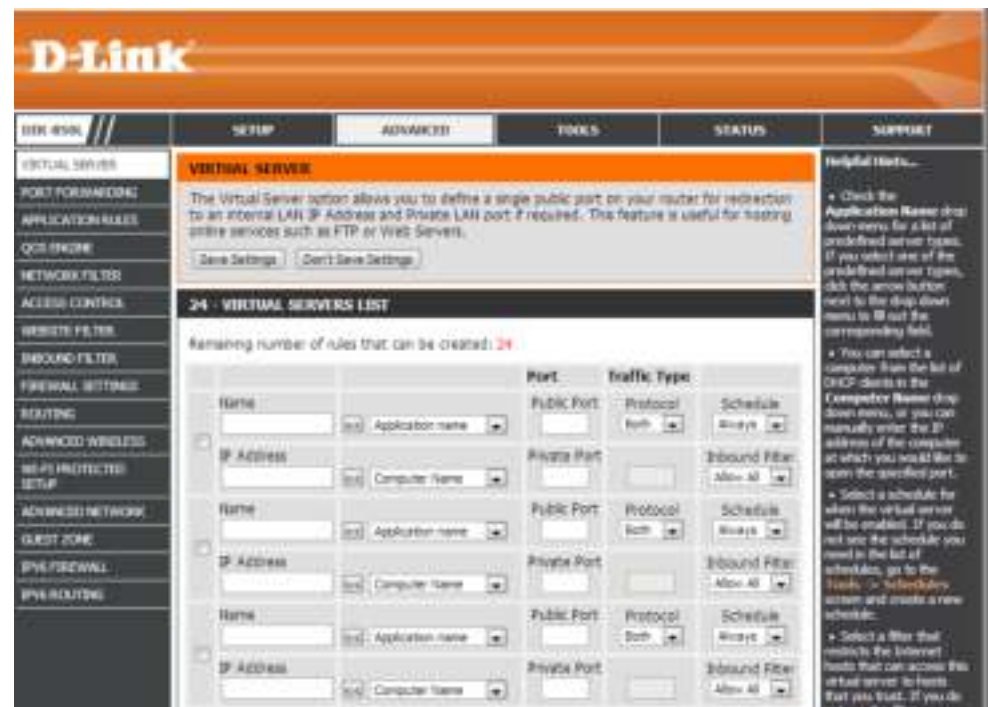 D-Link
DIR-850L
SETUP
ADVANCED
TOOLS
STATUS
SUPPORT
VIRTUAL SERVER
PORT FORWARDING
APPLICATION RULES
QOS ENGINE
NETWORK FILTER
ACCESS CONTROL
WEBSITE FILTER
INBOUND FILTER
FIREWALL SETTINGS
ROUTING
ADVANCED WIRELESS
WI-FI PROTECTED
SETUP
ADVANCED NETWORK
GUEST ZONE
IPV6 FIREWALL
IPV6 ROUTING
VIRTUAL SERVER
The Virtual Server option allows you to define a single public port on your router for redirection
to an internal LAN IP Address and Private LAN port if required. This feature is useful for hosting
online services such as FTP or Web Servers.
Save Settings
Don't Save Settings
24 - VIRTUAL SERVERS LIST
Remaining number of rules that can be created: 24
Port
Traffic Type
Name
<<
Application name
Public Port
Protocol
Both
Schedule
Always
IP Address
<<
Computer Name
Private Port
Inbound Filter
Allow All
Name
<<
Application name
Public Port
Protocol
Both
Schedule
Always
IP Address
<<
Computer Name
Private Port
Inbound Filter
Allow All
Name
<<
Application name
Public Port
Protocol
Both
Schedule
Always
IP Address
<<
Computer Name
Private Port
Inbound Filter
Allow All
Helpful Hints...
• Check the
Application Name drop
down menu for a list of
predefined server types.
If you select one of the
predefined server types,
click the arrow button
next to the drop down
menu to fill out the
corresponding field.
• You can select a
computer from the list of
DHCP clients in the
Computer Name drop
down menu, or you can
manually enter the IP
address of the computer
at which you would like to
open the specified port.
• Select a schedule for
when the virtual server
will be enabled. If you do
not see the schedule you
need in the list of
schedules, go to the
Tools -> Schedules
screen and create a new
schedule.
• Select a filter that
restricts the Internet
hosts that can access this
virtual server to hosts
that you trust. If you do